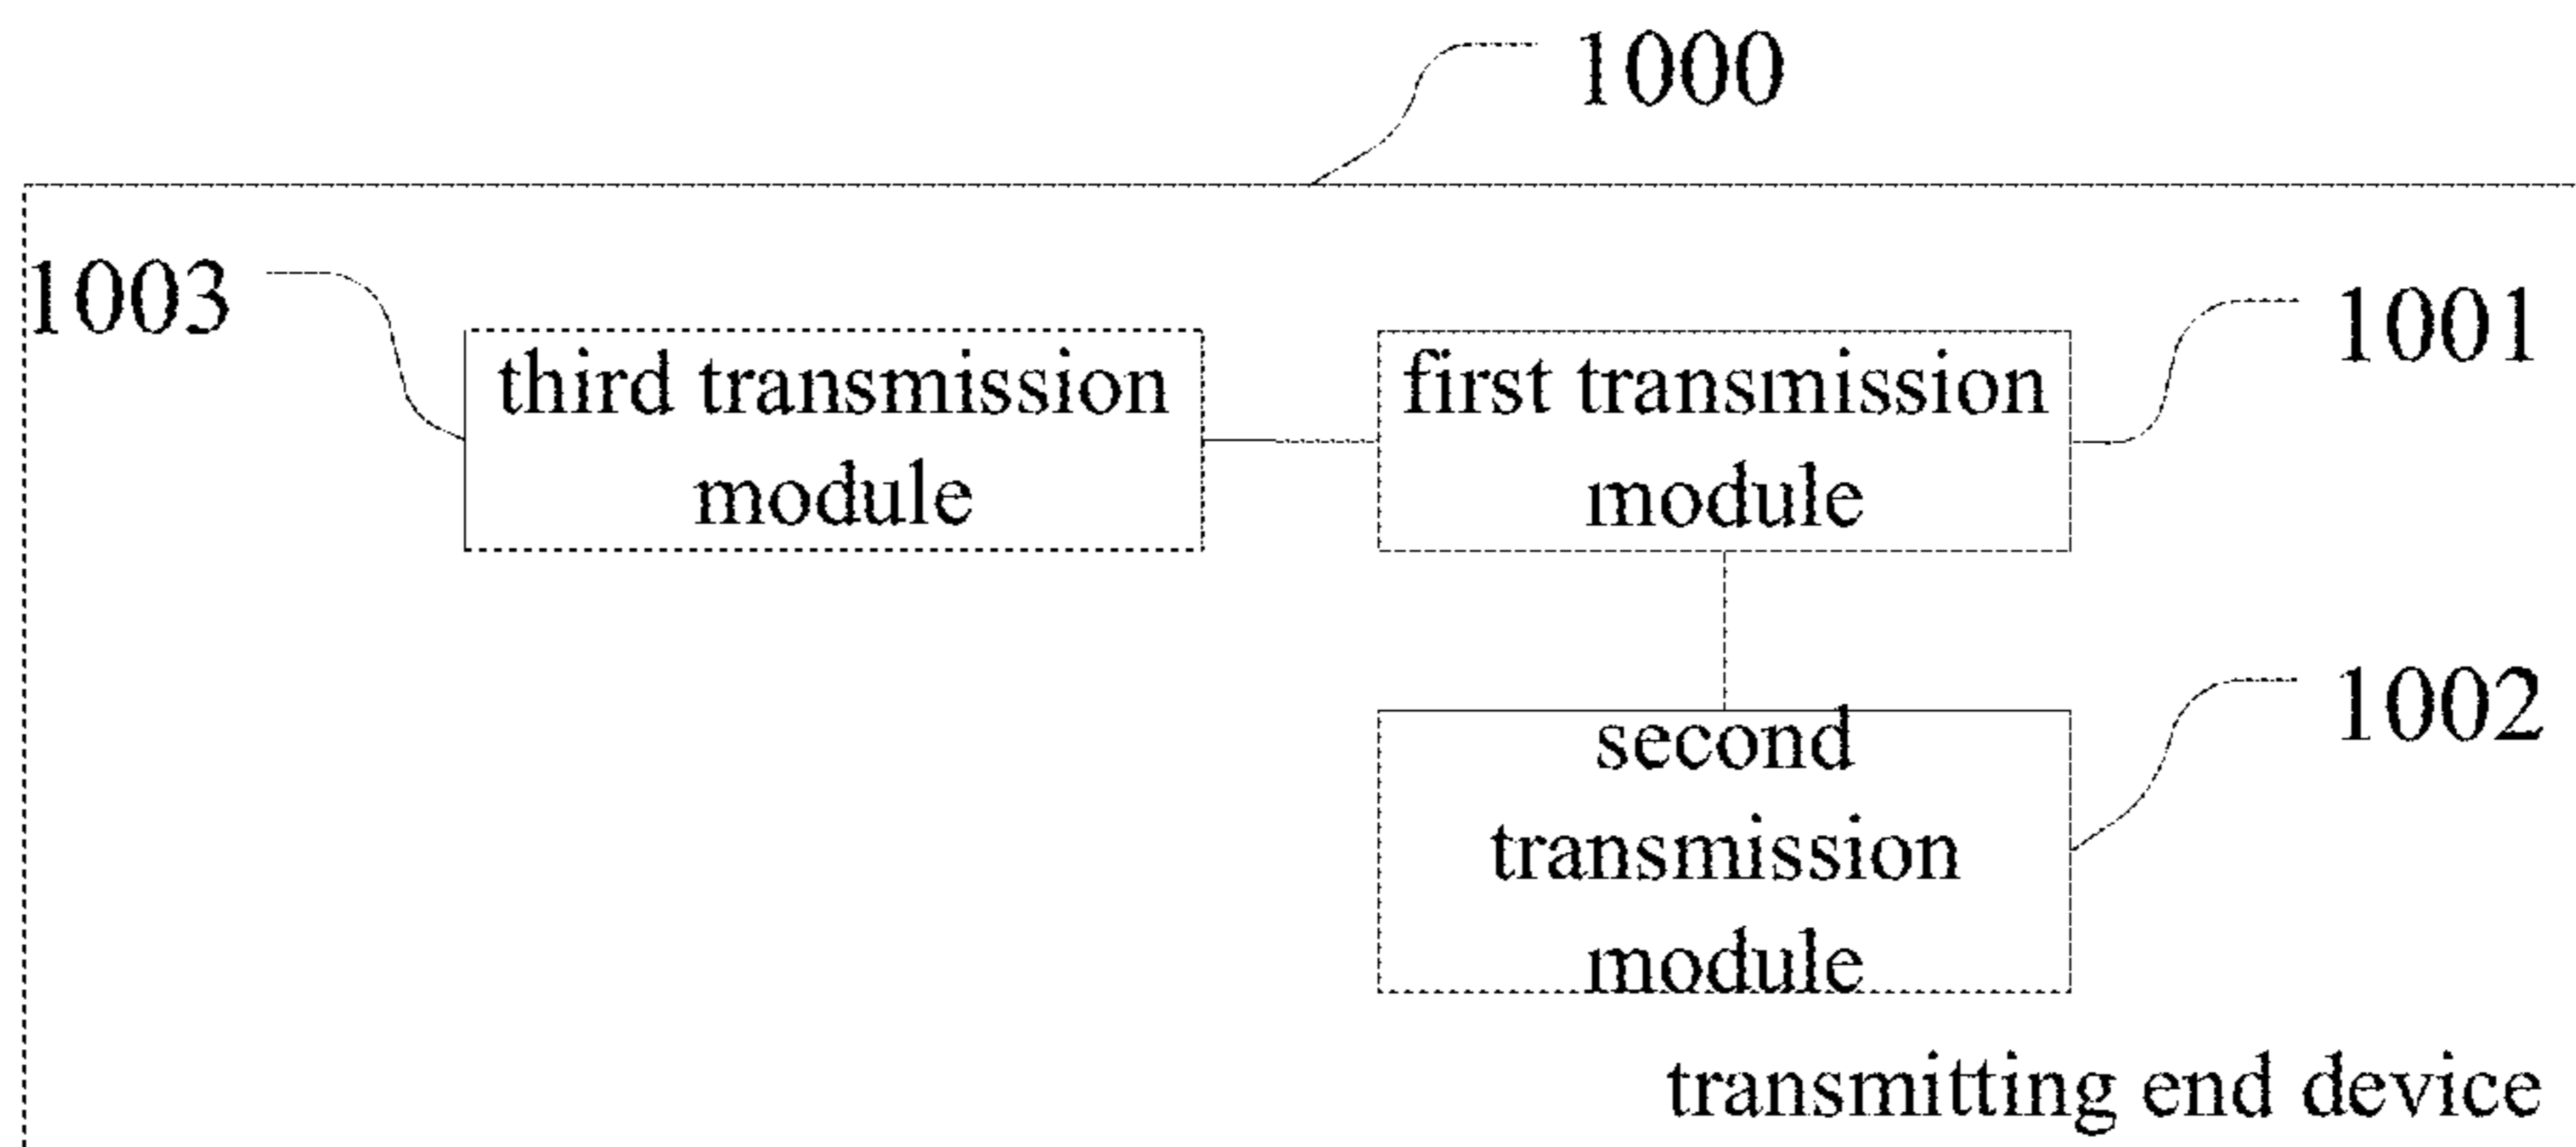 1000
1003
third transmission
module
first transmission
module
1001
second
transmission
module
1002
transmitting end device